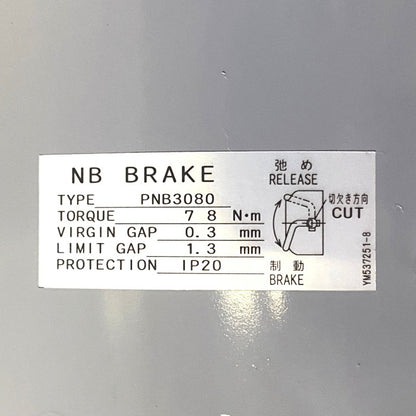 NB BRAKE
TYPE PNB3080
TORQUE 78 N·m
VIRGIN GAP 0.3 mm
LIMIT GAP 1.3 mm
PROTECTION IP20
弛め
RELEASE
切欠き方向
CUT
制動
BRAKE
YM537251-8